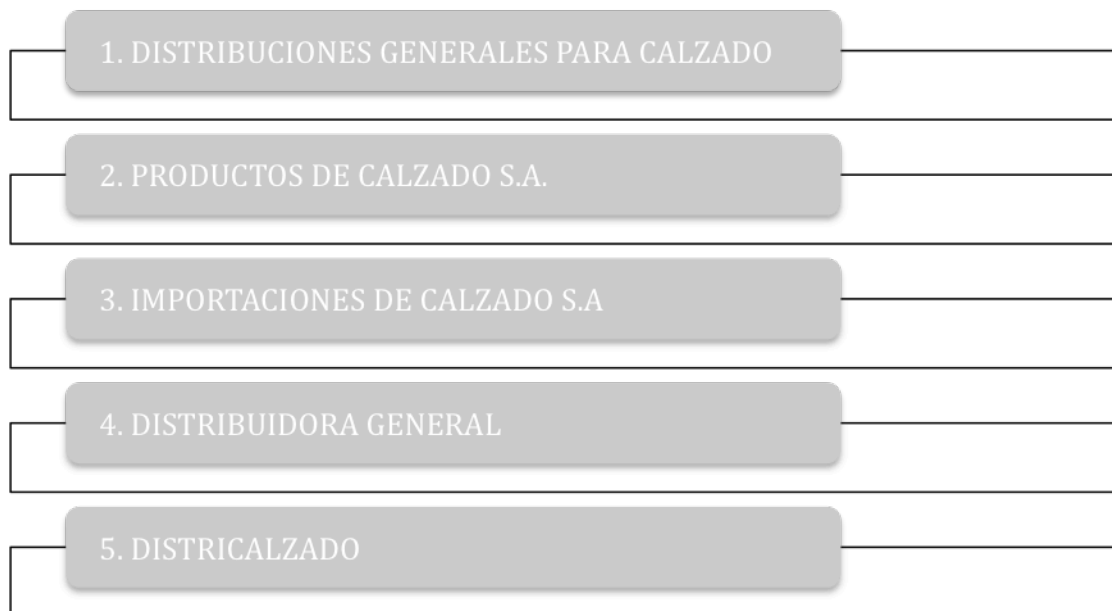 1. DISTRIBUCIONES GENERALES PARA CALZADO
2. PRODUCTOS DE CALZADO S.A.
3. IMPORTACIONES DE CALZADO S.A
4. DISTRIBUIDORA GENERAL
5. DISTRICALZADO